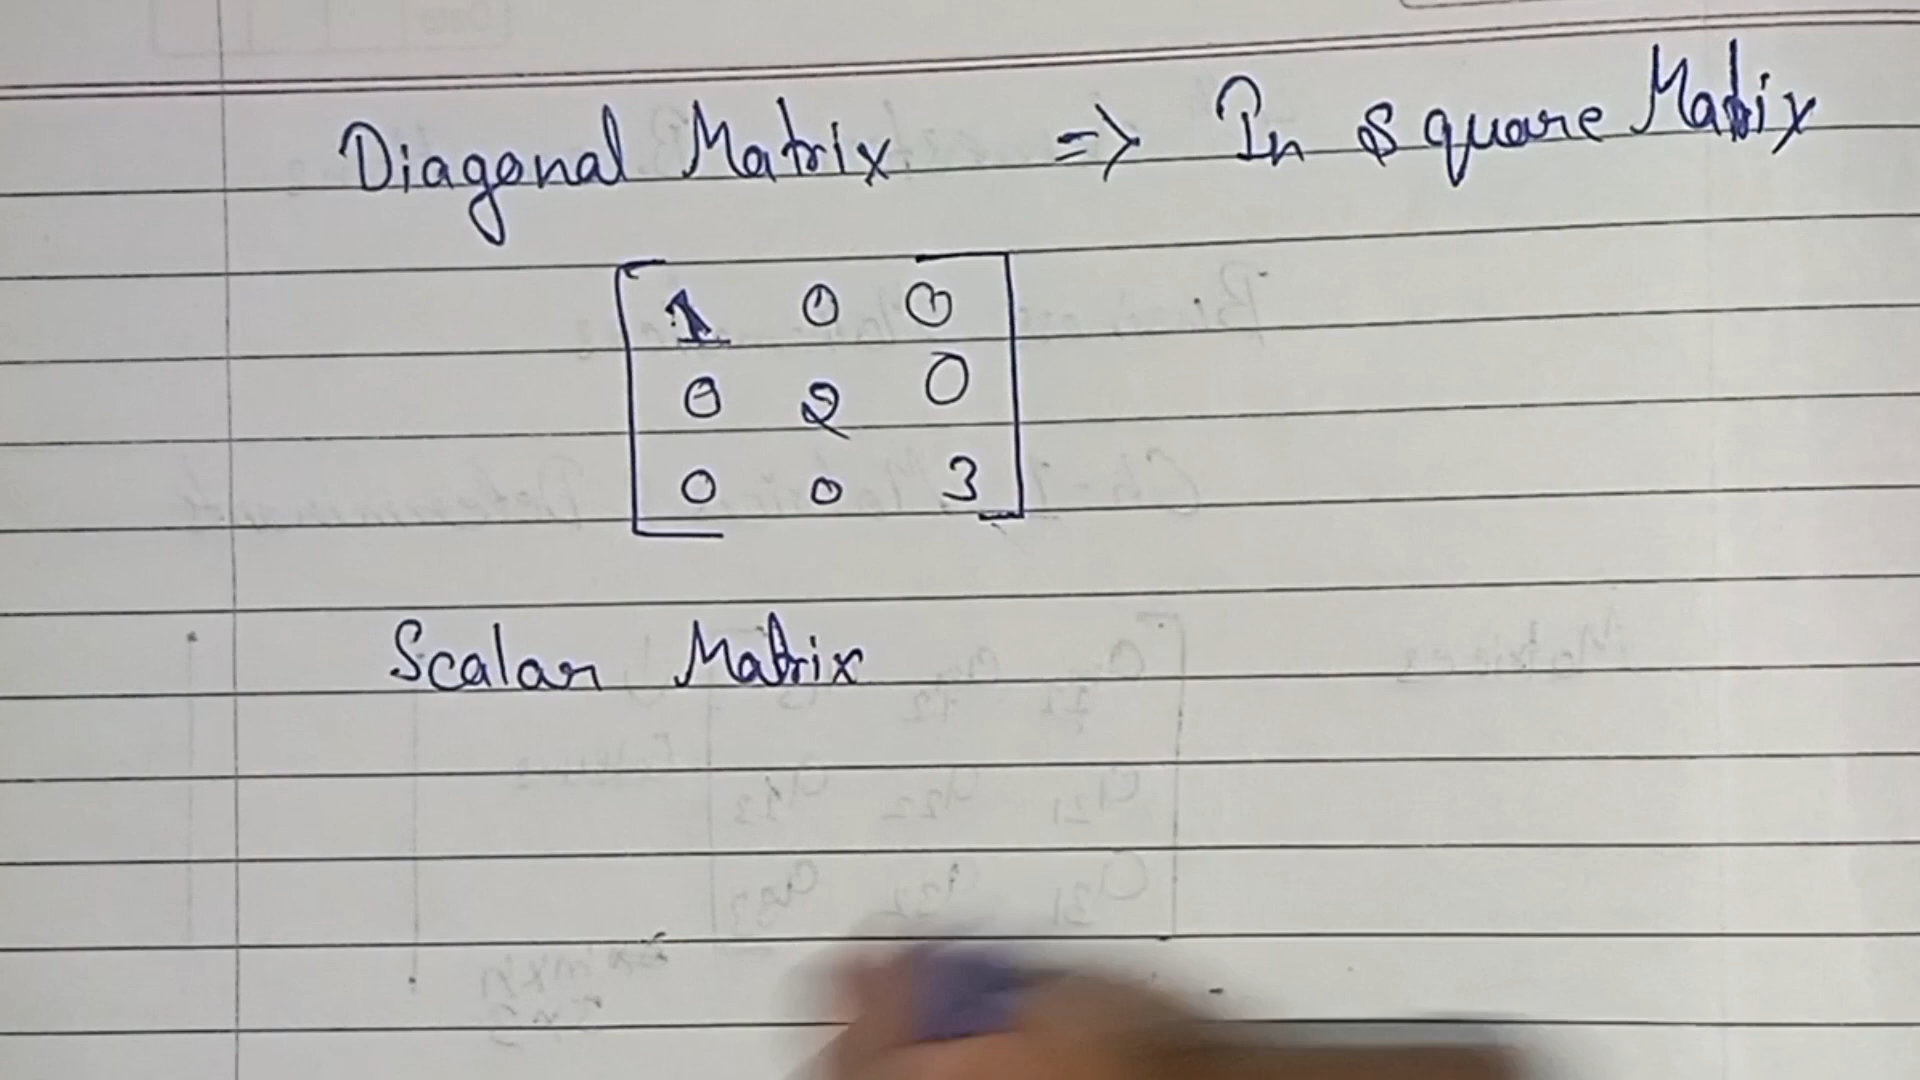 Diagonal Matrix => In square Matrix
1 0 0
0 2 0
0 0 3
Scalar Matrix